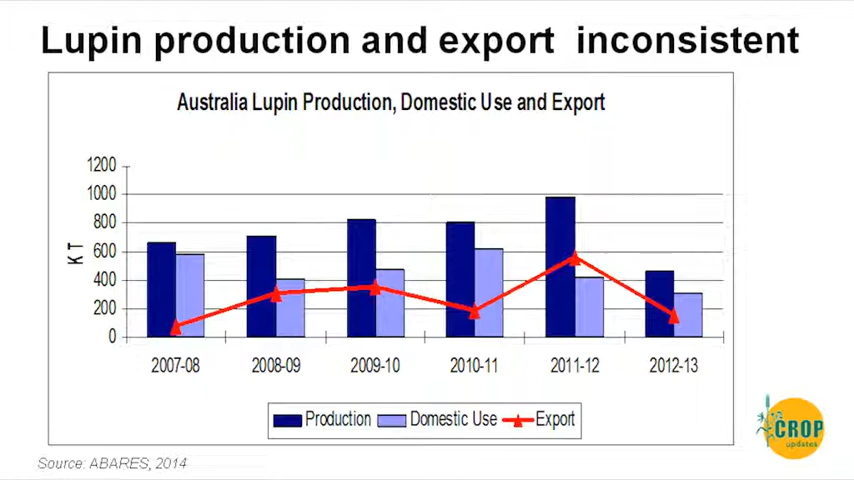 Lupin production and export inconsistent
Australia Lupin Production, Domestic Use and Export
1200
1000
800
600
400
200
0
K T
2007-08 2008-09 2009-10 2010-11 2011-12 2012-13
Production Domestic Use Export
CROP
updates
Source: ABARES, 2014